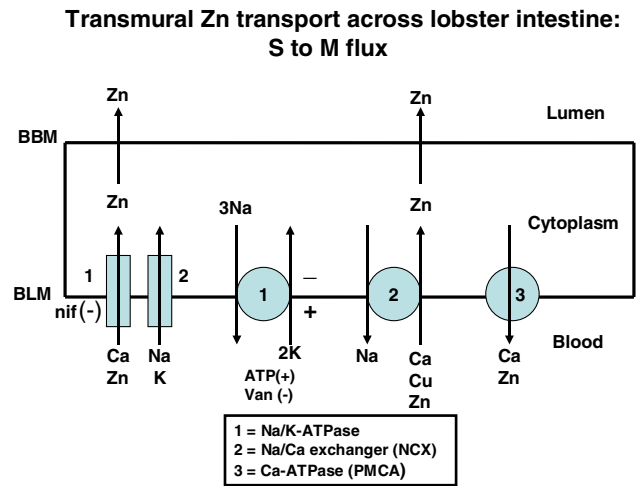 Transmural Zn transport across lobster intestine:
S to M flux
Zn
Zn
Lumen
BBM
Zn
3Na
Zn
Cytoplasm
1
2
1
2
3
–
+
BLM
nif(-)
Blood
Ca
Zn
Na
K
2K
ATP(+)
Van (-)
Na
Ca
Cu
Zn
Ca
Zn
1 = Na/K-ATPase
2 = Na/Ca exchanger (NCX)
3 = Ca-ATPase (PMCA)